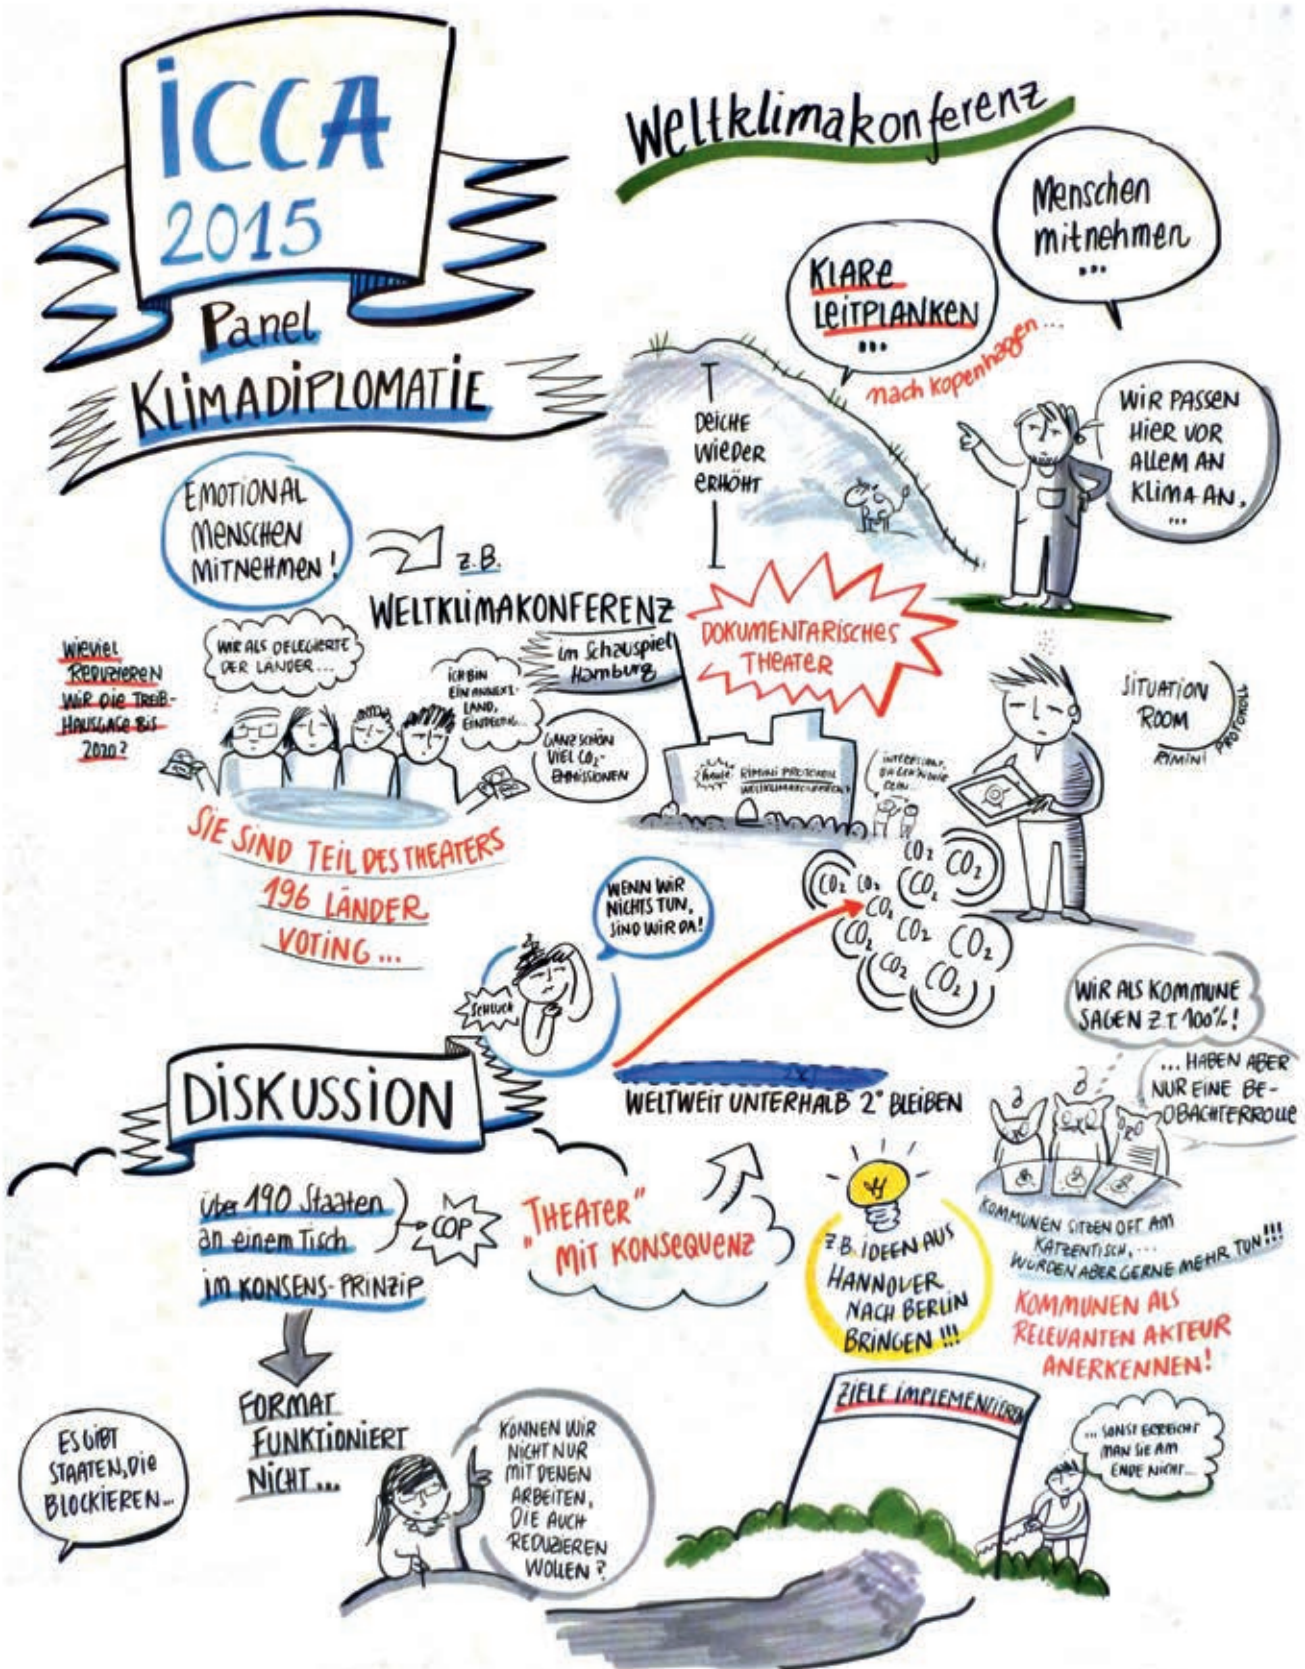 ICCA
2015
Panel
KLIMADIPLOMATIE
Weltklimakonferenz
Menschen
mitnehmen
...
KLARE
LEITPLANKEN
...
nach Kopenhagen...
DEICHE
WIEDER
ERHÖHT
WIR PASSEN
HIER VOR
ALLEM AN
KLIMA AN.
...
EMOTIONAL
MENSCHEN
MITNEHMEN!
Z.B.
WELTKLIMAKONFERENZ
im Schauspiel
Hamburg
DOKUMENTARISCHES
THEATER
WIEVIEL
REDUZIEREN
WIR DIE TREIB-
HAUSGASE BIS
2020?
WIR ALS DELEGIERTE
DER LÄNDER...
ICH BIN
EIN ANNEX1-
LAND,
EINDEUTIG...
GANZ SCHÖN
VIEL CO2-
EMMISSIONEN
heute
RIMINI PROTOKOLL
WELTKLIMAKONFERENZ
INTERESSANT,
SITUATION
ROOM
RIMINI PROTOKOLL
SIE SIND TEIL DES THEATERS
196 LÄNDER
VOTING...
WENN WIR
NICHTS TUN,
SIND WIR DA!
SCHLUCK
CO2 CO2
CO2 CO2 CO2
CO2
CO2 CO2 CO2
CO2 CO2
WELTWEIT UNTERHALB 2° BLEIBEN
WIR ALS KOMMUNE
SAGEN Z.T. 100%!
... HABEN ABER
NUR EINE BE-
OBACHTERROLLE
KOMMUNEN SITZEN OFT AM
KATZENTISCH,...
WÜRDEN ABER GERNE MEHR TUN!!!
KOMMUNEN ALS
RELEVANTEN AKTEUR
ANERKENNEN!
DISKUSSION
über 190 Staaten
an einem Tisch
im KONSENS-PRINZIP
COP
"THEATER"
"MIT KONSEQUENZ
Z.B. IDEEN AUS
HANNOVER
NACH BERLIN
BRINGEN!!!
FORMAT
FUNKTIONIERT
NICHT...
ES GIBT
STAATEN, DIE
BLOCKIEREN...
KÖNNEN WIR
NICHT NUR
MIT DENEN
ARBEITEN,
DIE AUCH
REDUZIEREN
WOLLEN?
ZIELE IMPLEMENTIEREN
... SONST ERREICHT
MAN SIE AM
ENDE NICHT...